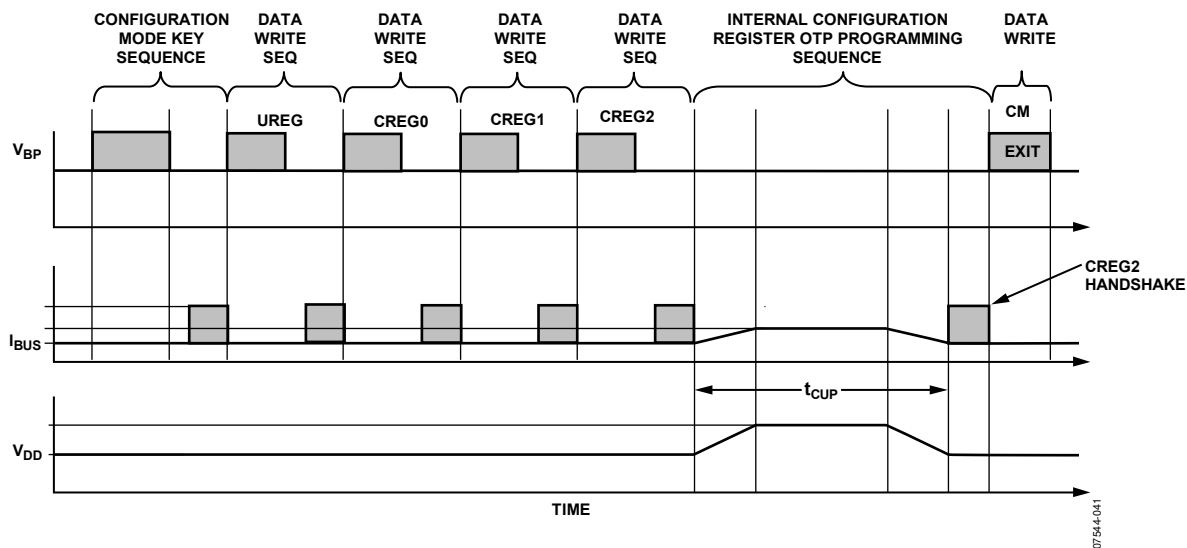 CONFIGURATION
MODE KEY
SEQUENCE
DATA
WRITE
SEQ
DATA
WRITE
SEQ
DATA
WRITE
SEQ
DATA
WRITE
SEQ
INTERNAL CONFIGURATION
REGISTER OTP PROGRAMMING
SEQUENCE
DATA
WRITE
UREG
CREG0
CREG1
CREG2
CM
EXIT
VBP
CREG2
HANDSHAKE
IBUS
tCUP
VDD
TIME
07544-041